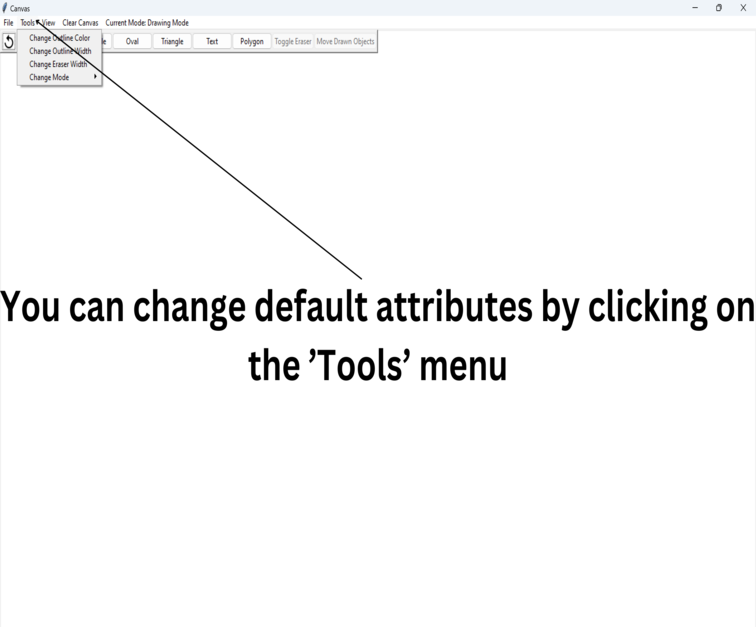 Canvas
File Tools View Clear Canvas Current Mode: Drawing Mode
Oval Triangle Text Polygon Toggle Eraser Move Drawn Objects
Change Outline Color
Change Outline Width
Change Eraser Width
Change Mode
You can change default attributes by clicking on
the ’Tools’ menu